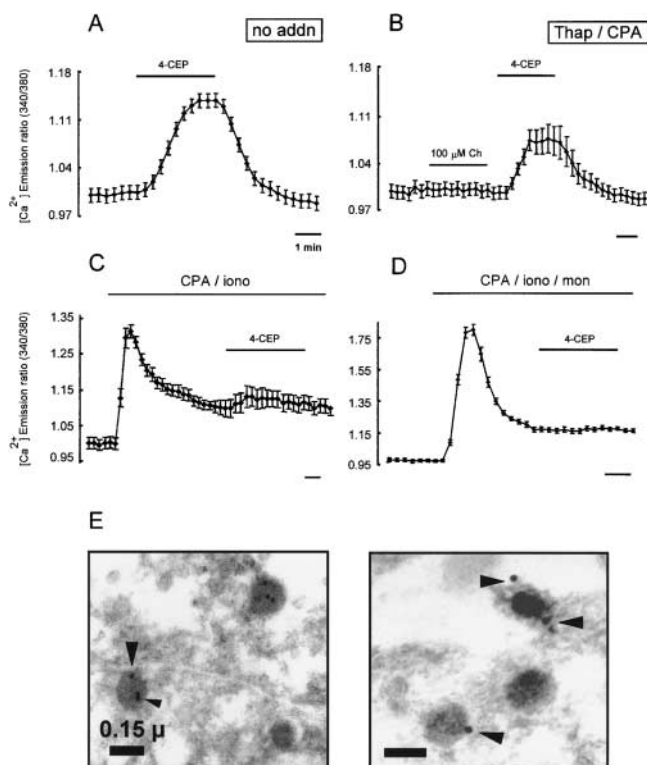 A
no addn
4-CEP
1.18
1.11
1.04
0.97
[Ca2+] Emission ratio (340/380)
1 min
B
Thap / CPA
4-CEP
1.18
1.11
1.04
0.97
100 µM Ch
C
CPA / iono
1.35
1.25
1.15
1.05
0.95
4-CEP
[Ca2+] Emission ratio (340/380)
D
CPA / iono / mon
1.75
1.55
1.35
1.15
0.95
4-CEP
E
0.15 µ